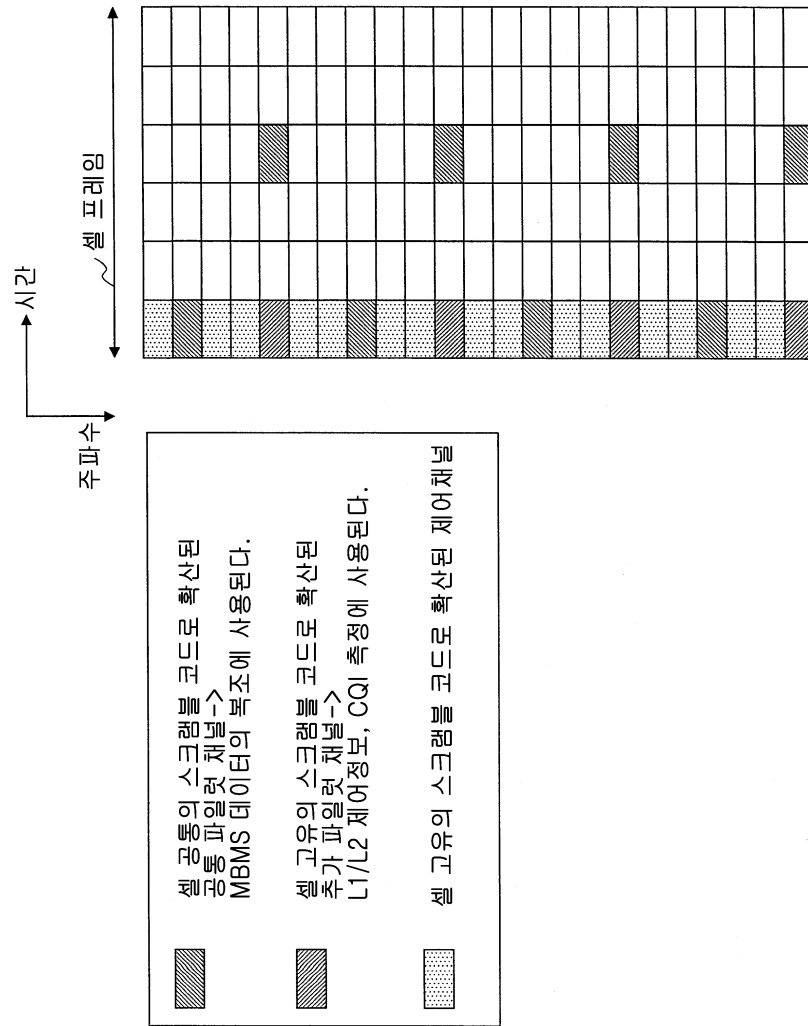 시간
주파수
셀 프레임
셀 공통의 스크램블 코드로 확산된
공통 파일럿 채널->
MBMS 데이터의 복조에 사용된다.
셀 고유의 스크램블 코드로 확산된
추가 파일럿 채널->
L1/L2 제어정보, CQI 측정에 사용된다.
셀 고유의 스크램블 코드로 확산된 제어채널